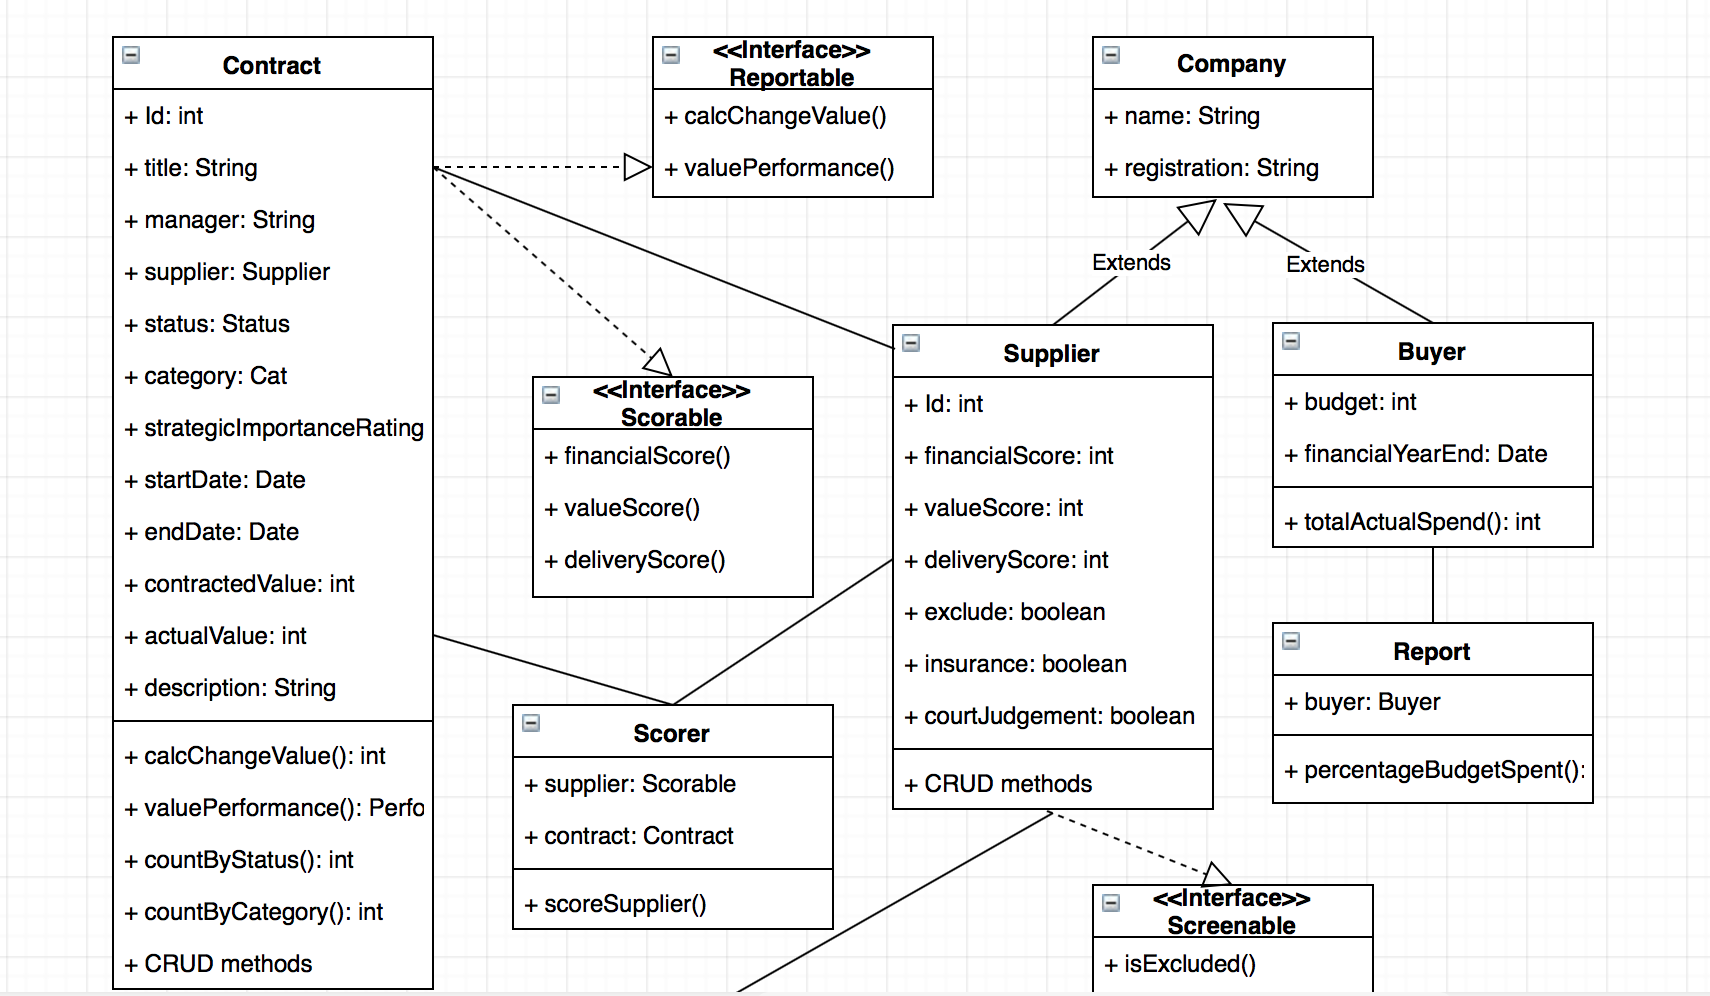 Contract
+ Id: int
+ title: String
+ manager: String
+ supplier: Supplier
+ status: Status
+ category: Cat
+ strategicImportanceRating
+ startDate: Date
+ endDate: Date
+ contractedValue: int
+ actualValue: int
+ description: String
+ calcChangeValue(): int
+ valuePerformance(): Perfo
+ countByStatus(): int
+ countByCategory(): int
+ CRUD methods
<<Interface>>
Reportable
+ calcChangeValue()
+ valuePerformance()
Company
+ name: String
+ registration: String
Extends
Extends
<<Interface>>
Scorable
+ financialScore()
+ valueScore()
+ deliveryScore()
Supplier
+ Id: int
+ financialScore: int
+ valueScore: int
+ deliveryScore: int
+ exclude: boolean
+ insurance: boolean
+ courtJudgement: boolean
+ CRUD methods
Buyer
+ budget: int
+ financialYearEnd: Date
+ totalActualSpend(): int
Report
+ buyer: Buyer
+ percentageBudgetSpent():
Scorer
+ supplier: Scorable
+ contract: Contract
+ scoreSupplier()
<<Interface>>
Screenable
+ isExcluded()